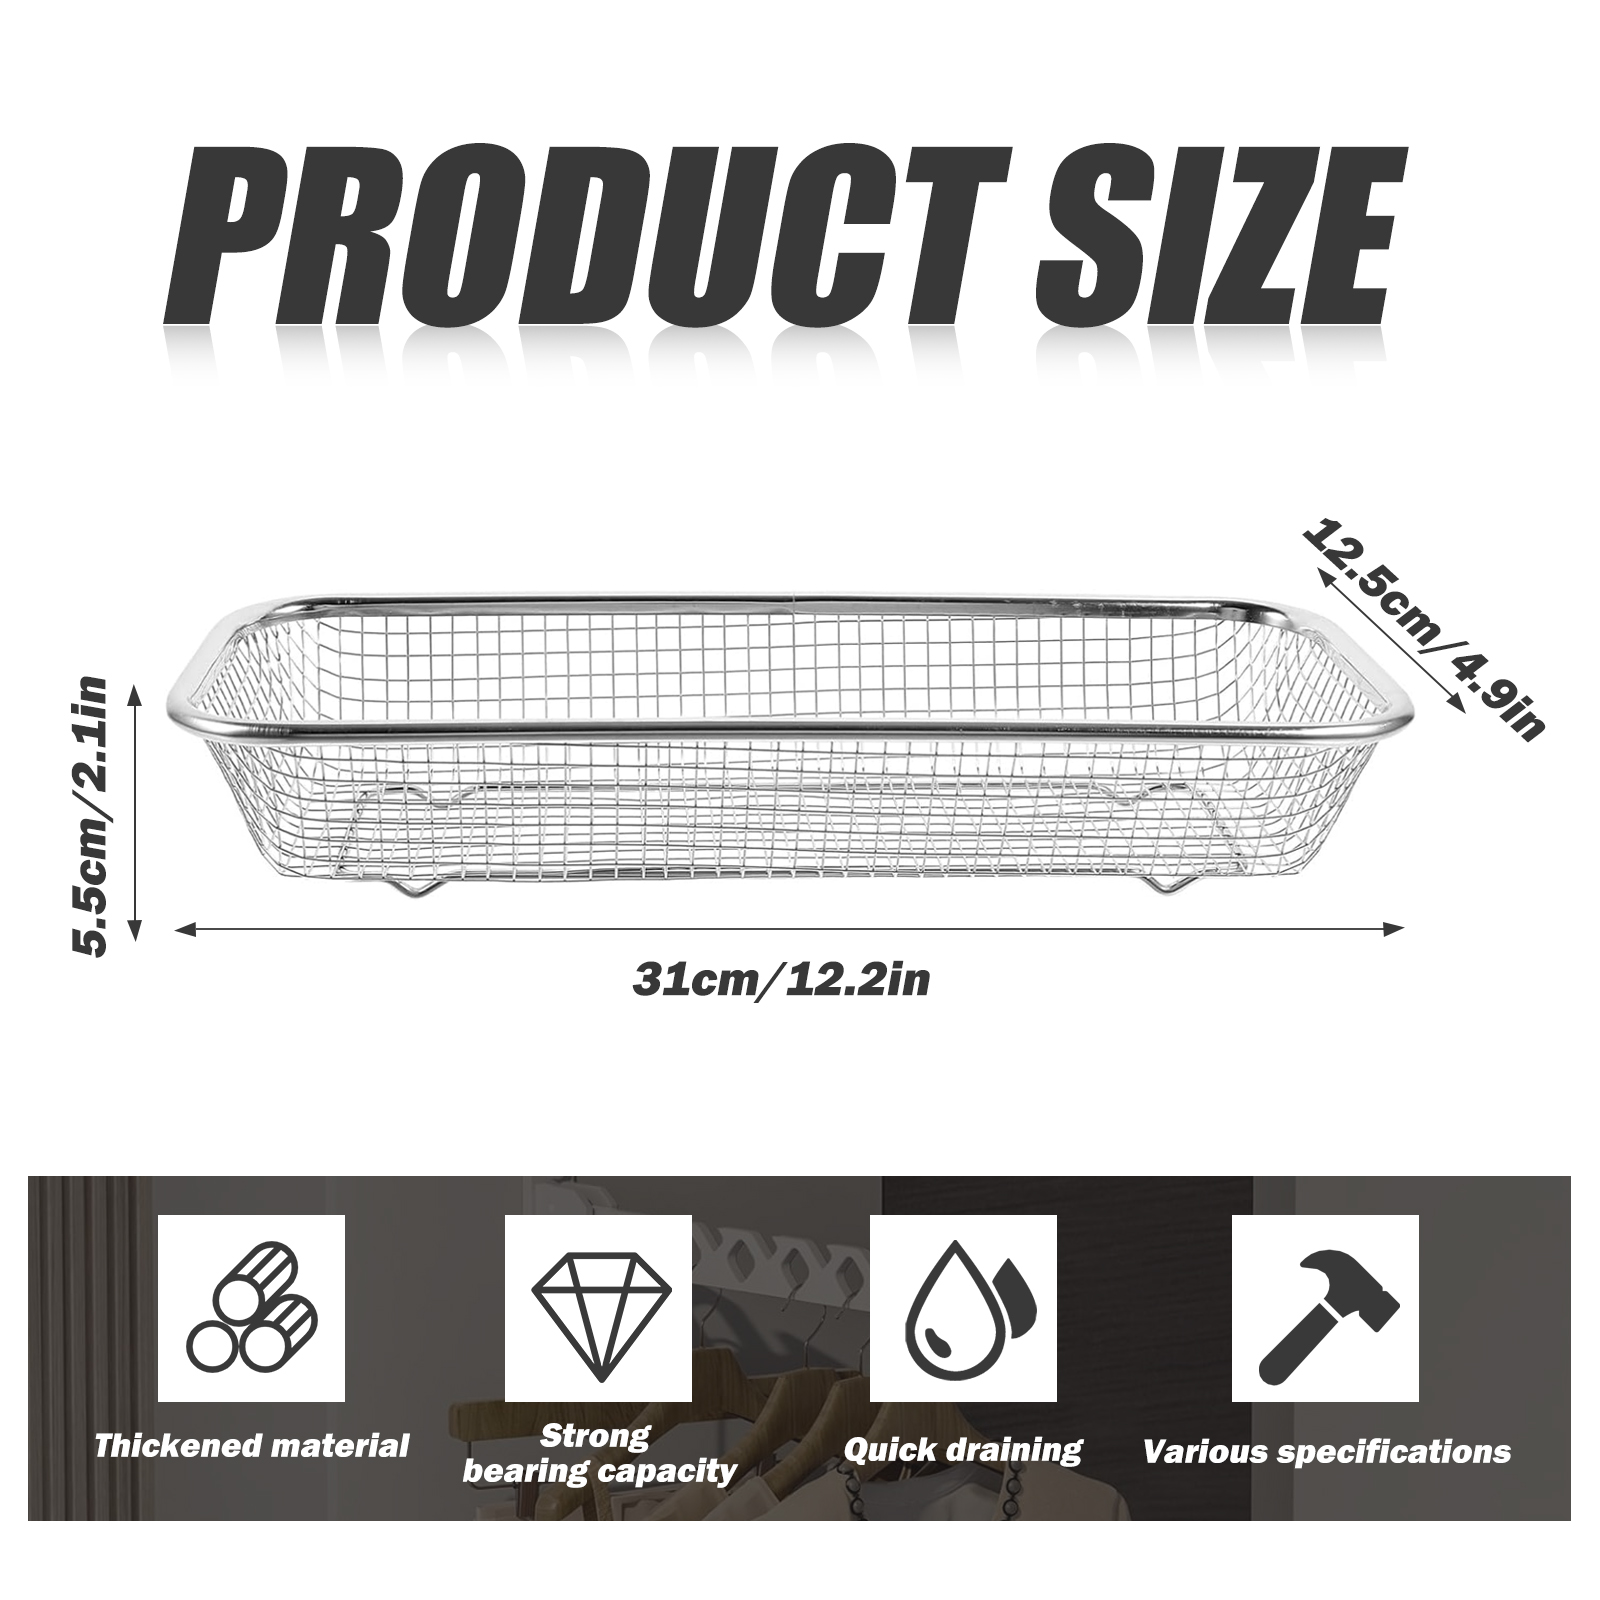 PRODUCT SIZE
12.5cm/4.9in
5.5cm/2.1in
31cm/12.2in
Thickened material
Strong
bearing capacity
Quick draining
Various specifications